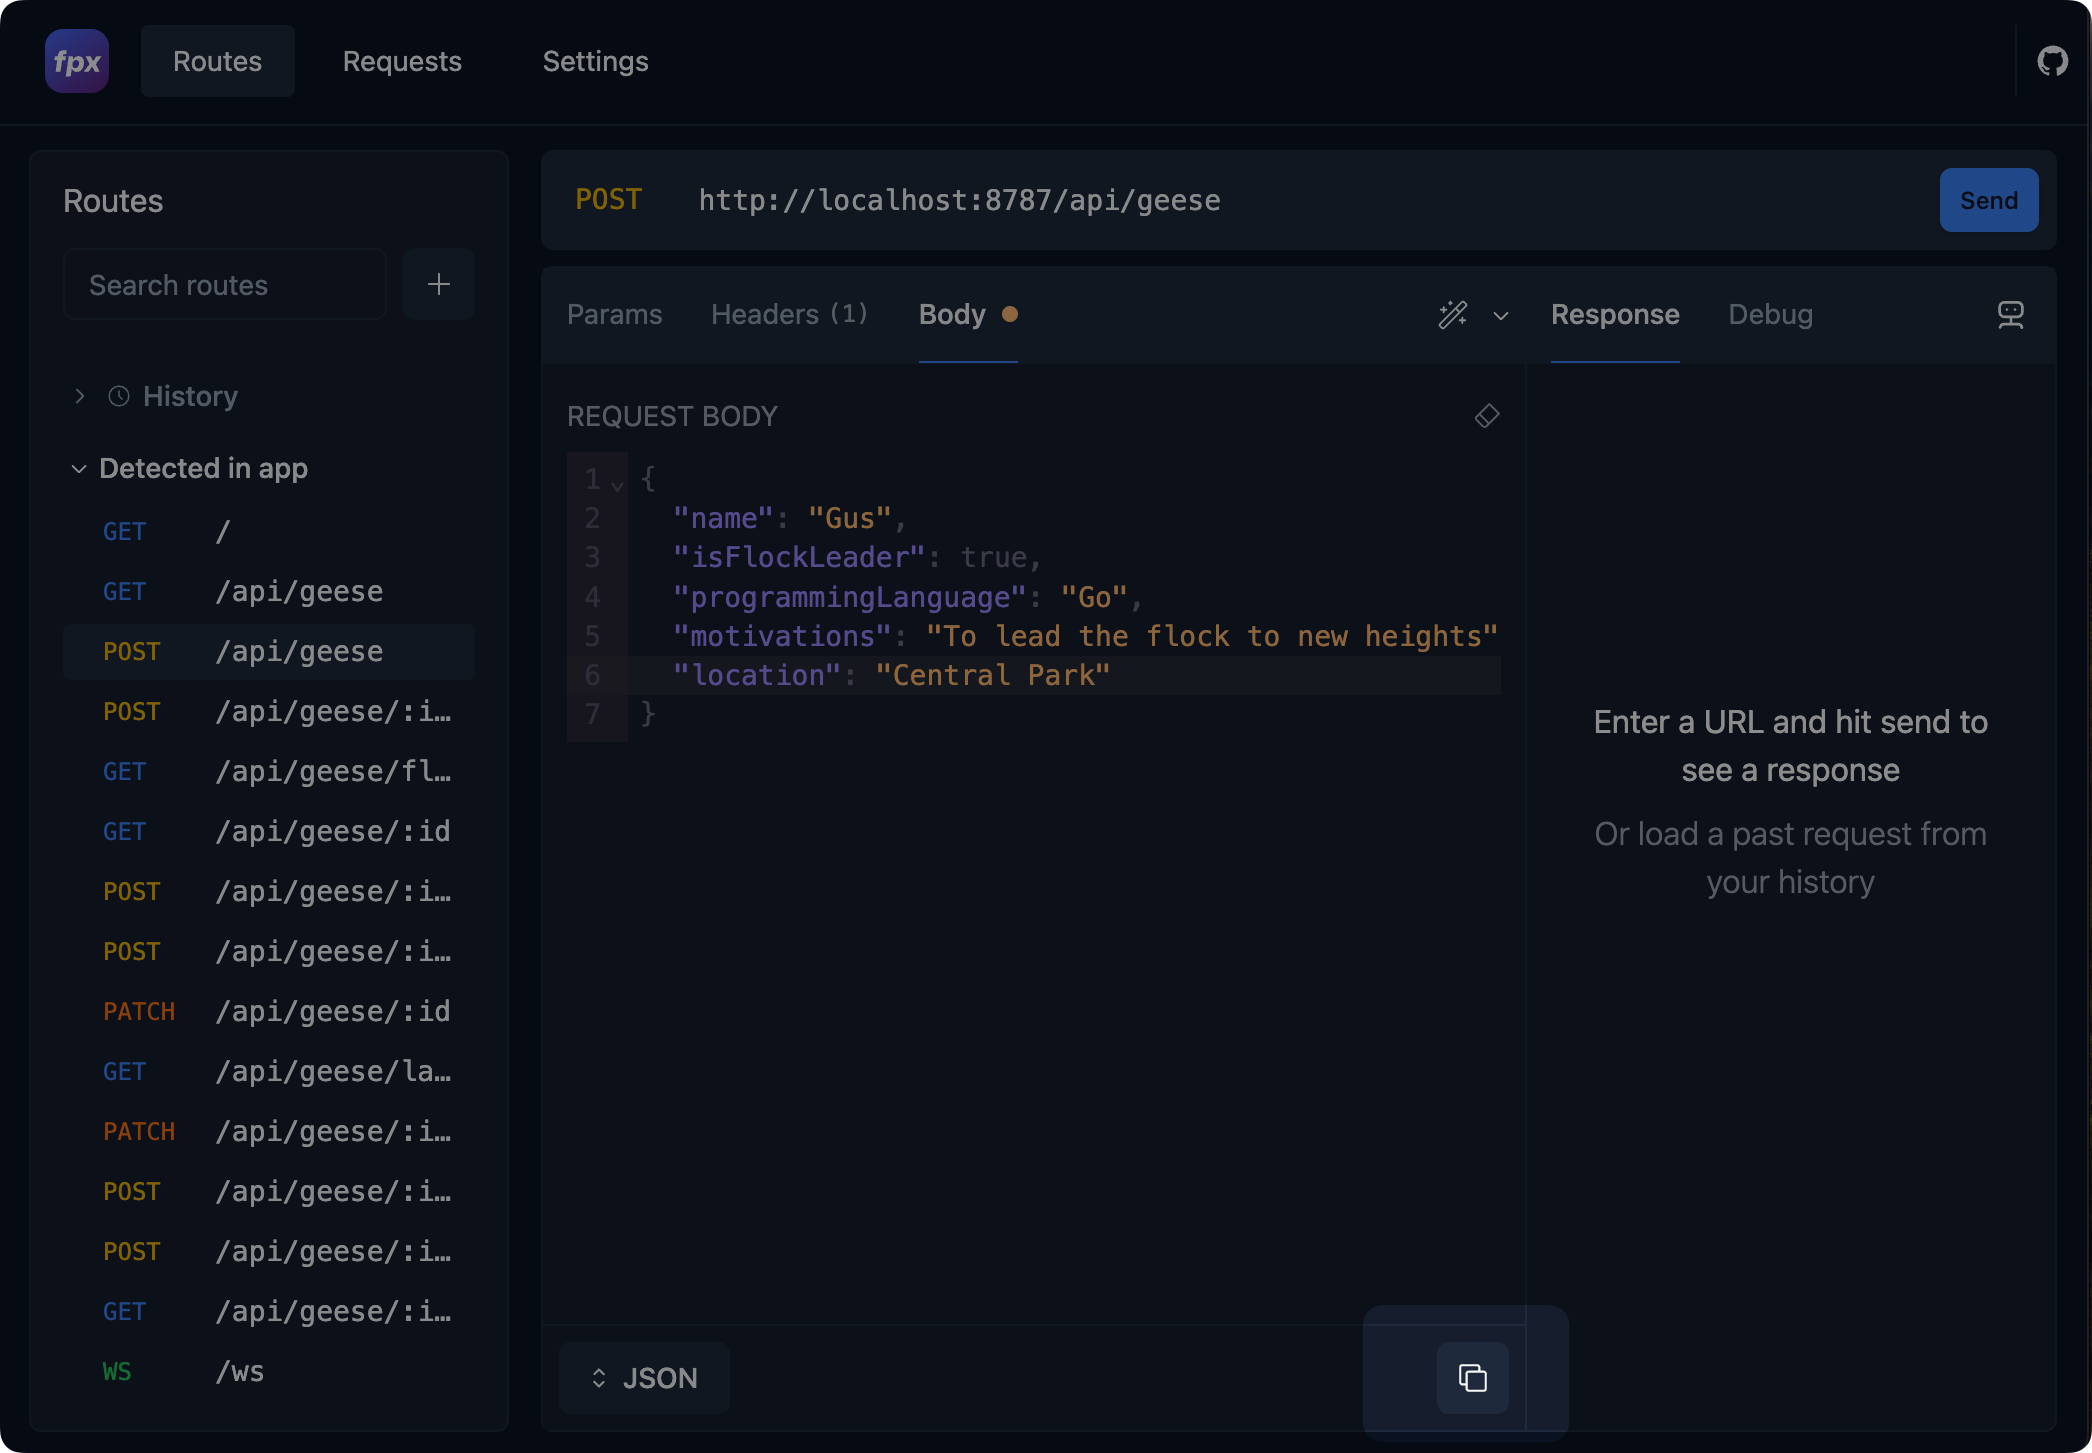 fpx
Routes
Requests
Settings
Routes
Search routes
History
Detected in app
GET /
GET /api/geese
POST /api/geese
POST /api/geese/:i…
GET /api/geese/fl…
GET /api/geese/:id
POST /api/geese/:i…
POST /api/geese/:i…
PATCH /api/geese/:id
GET /api/geese/la…
PATCH /api/geese/:i…
POST /api/geese/:i…
POST /api/geese/:i…
GET /api/geese/:i…
WS /ws
POST http://localhost:8787/api/geese
Send
Params
Headers (1)
Body
REQUEST BODY
1 {
2 "name": "Gus",
3 "isFlockLeader": true,
4 "programmingLanguage": "Go",
5 "motivations": "To lead the flock to new heights"
6 "location": "Central Park"
7 }
JSON
Response
Debug
Enter a URL and hit send to
see a response
Or load a past request from
your history